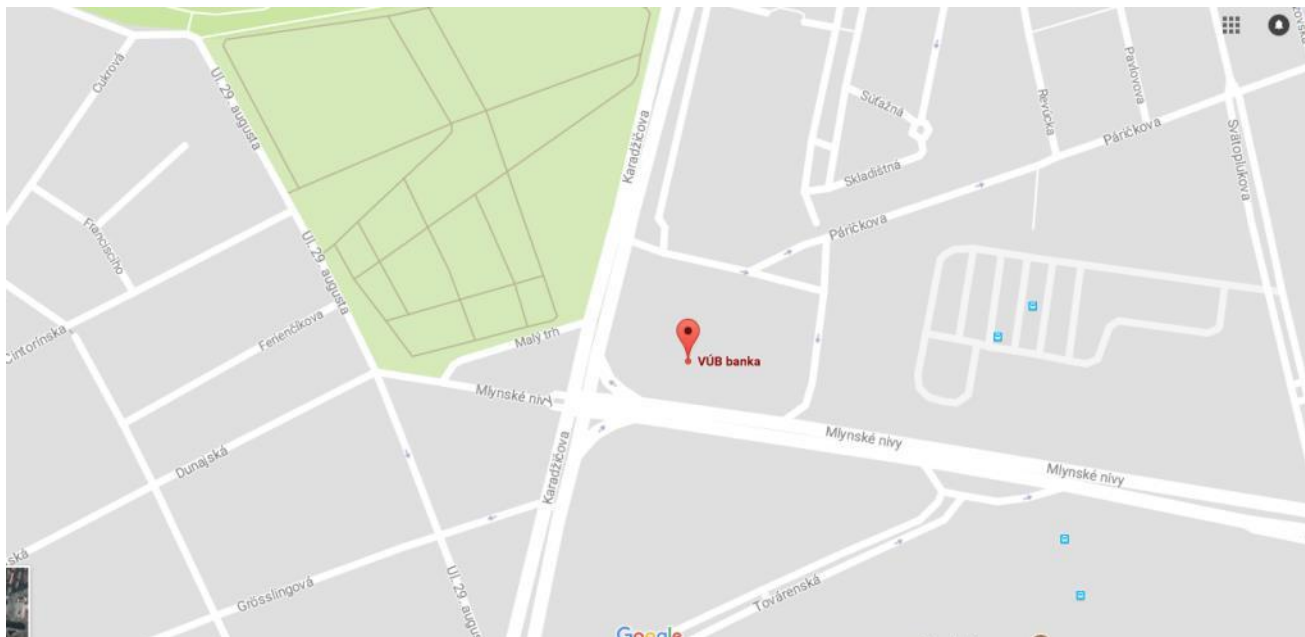 Cukrová
Ul. 29. augusta
Karadžičova
Súťažná
Revúcka
Pavlovova
Páričkova
Svätoplukova
Skladištná
Francisciho
Ul. 29. augusta
Páričkova
Cintorínska
Ferienčíkova
Malý trh
VÚB banka
Mlynské nivy
Mlynské nivy
Mlynské nivy
Dunajská
Karadžičova
Grösslingová
Ul. 29. augu
Továrenská
Google